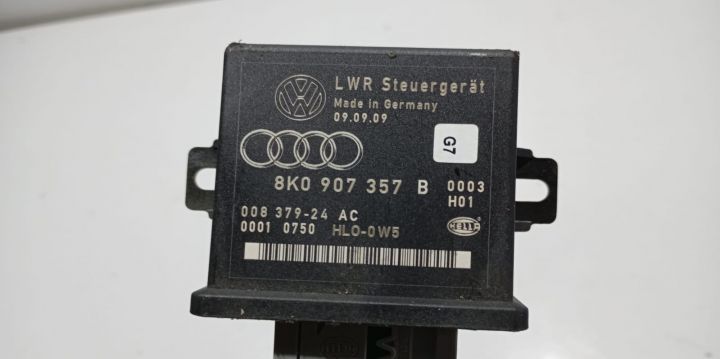 LWR Steuergerät
Made in Germany
09.09.09
G7
8K0 907 357 B 0003
H01
008 379-24 AC
0001 0750 HLO-0W5
HELLA